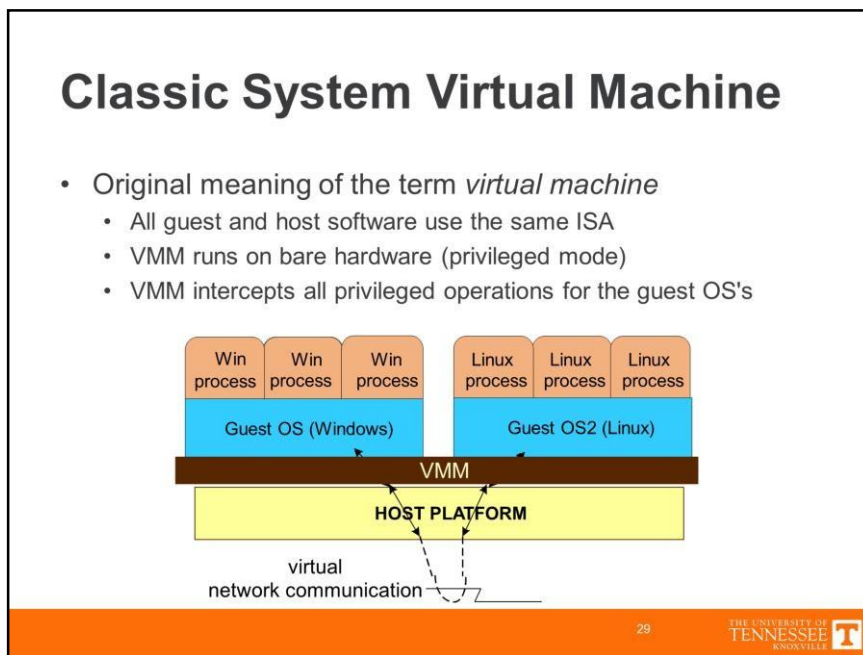 Classic System Virtual Machine
• Original meaning of the term virtual machine
• All guest and host software use the same ISA
• VMM runs on bare hardware (privileged mode)
• VMM intercepts all privileged operations for the guest OS's
Win process
Win process
Win process
Linux process
Linux process
Linux process
Guest OS (Windows)
Guest OS2 (Linux)
VMM
HOST PLATFORM
virtual
network communication
29
THE UNIVERSITY OF
TENNESSEE
KNOXVILLE
T